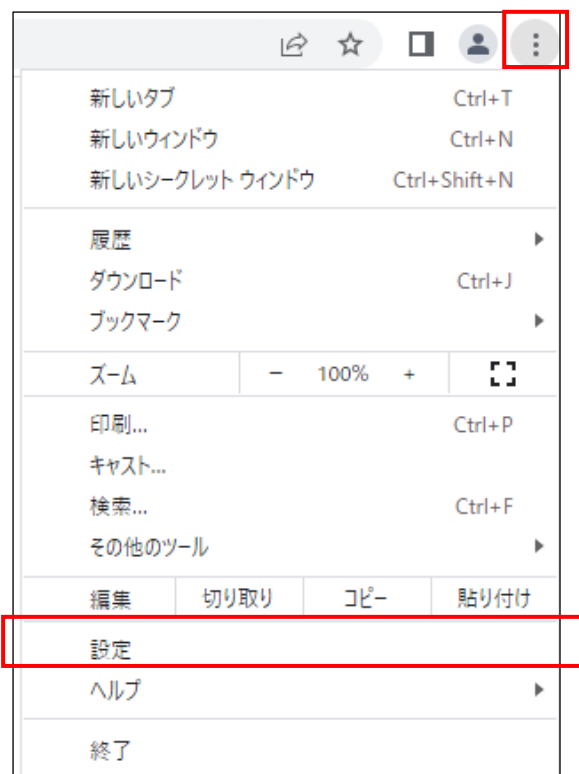 新しいタブ Ctrl+T
新しいウィンドウ Ctrl+N
新しいシークレット ウィンドウ Ctrl+Shift+N
履歴
ダウンロード Ctrl+J
ブックマーク
ズーム − 100% +
印刷... Ctrl+P
キャスト...
検索... Ctrl+F
その他のツール
編集 切り取り コピー 貼り付け
設定
ヘルプ
終了